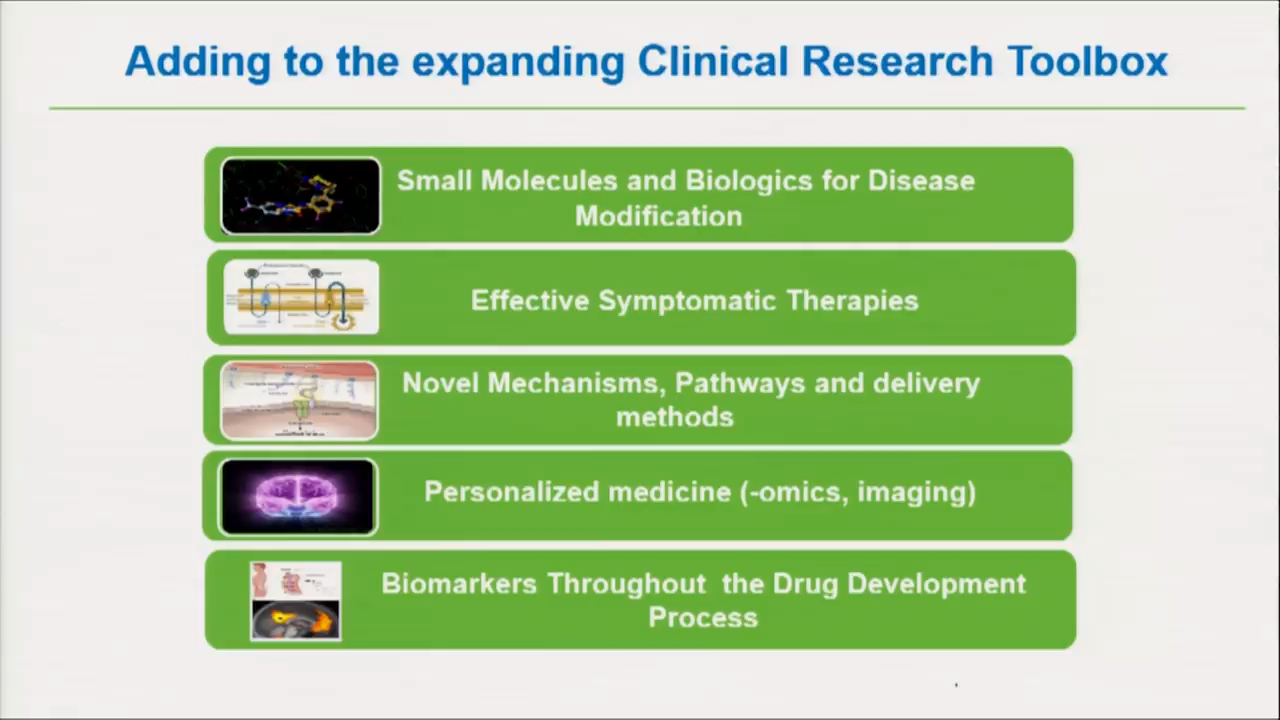 Adding to the expanding Clinical Research Toolbox
Small Molecules and Biologics for Disease
Modification
Effective Symptomatic Therapies
Novel Mechanisms, Pathways and delivery
methods
Personalized medicine (-omics, imaging)
Biomarkers Throughout the Drug Development
Process